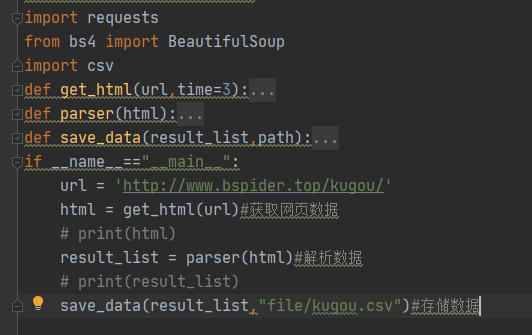 import requests
from bs4 import BeautifulSoup
import csv
def get_html(url,time=3):...
def parser(html):...
def save_data(result_list,path):...
if __name__=="__main__":
    url = 'http://www.bspider.top/kugou/'
    html = get_html(url)#获取网页数据
    # print(html)
    result_list = parser(html)#解析数据
    # print(result_list)
    save_data(result_list,"file/kugou.csv")#存储数据